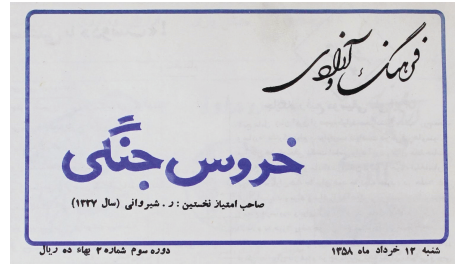 فرهنگ و آزادی
خروس جنگی
صاحب امتیاز نخستین : ر . شیروانی (سال ۱۳۲۷)
شنبه ۱۲ خرداد ماه ۱۳۵۸
دوره سوم شماره ۲ بهاء ده ریال